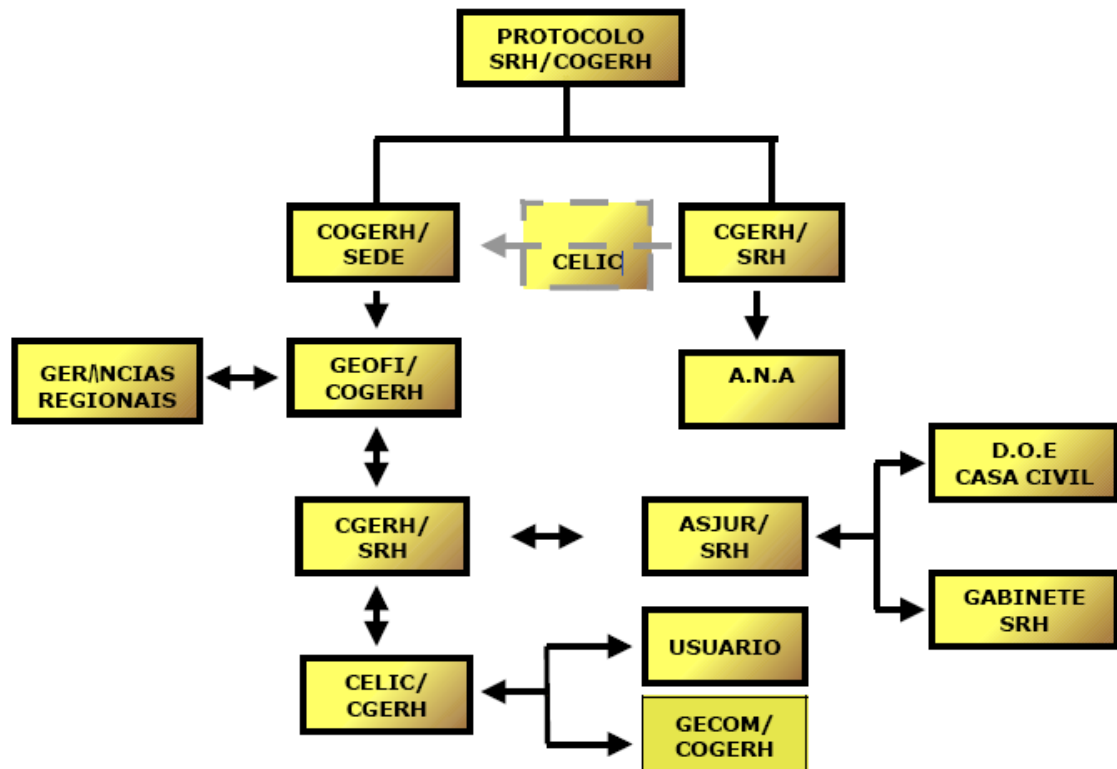 PROTOCOLO
SRH/COGERH
COGERH/
SEDE
CELIC
CGERH/
SRH
GER/\NCIAS
REGIONAIS
GEOFI/
COGERH
A.N.A
D.O.E
CASA CIVIL
CGERH/
SRH
ASJUR/
SRH
GABINETE
SRH
USUARIO
CELIC/
CGERH
GECOM/
COGERH